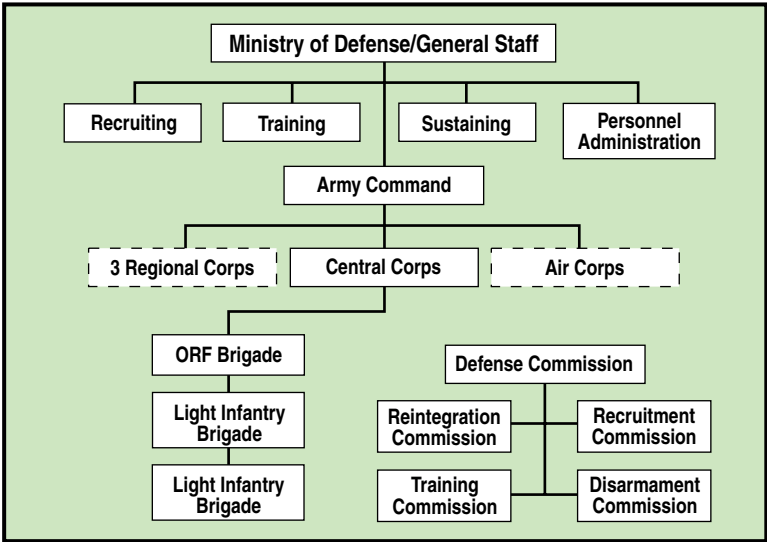 Ministry of Defense/General Staff
Recruiting
Training
Sustaining
Personnel
Administration
Army Command
3 Regional Corps
Central Corps
Air Corps
ORF Brigade
Light Infantry
Brigade
Light Infantry
Brigade
Defense Commission
Reintegration
Commission
Recruitment
Commission
Training
Commission
Disarmament
Commission